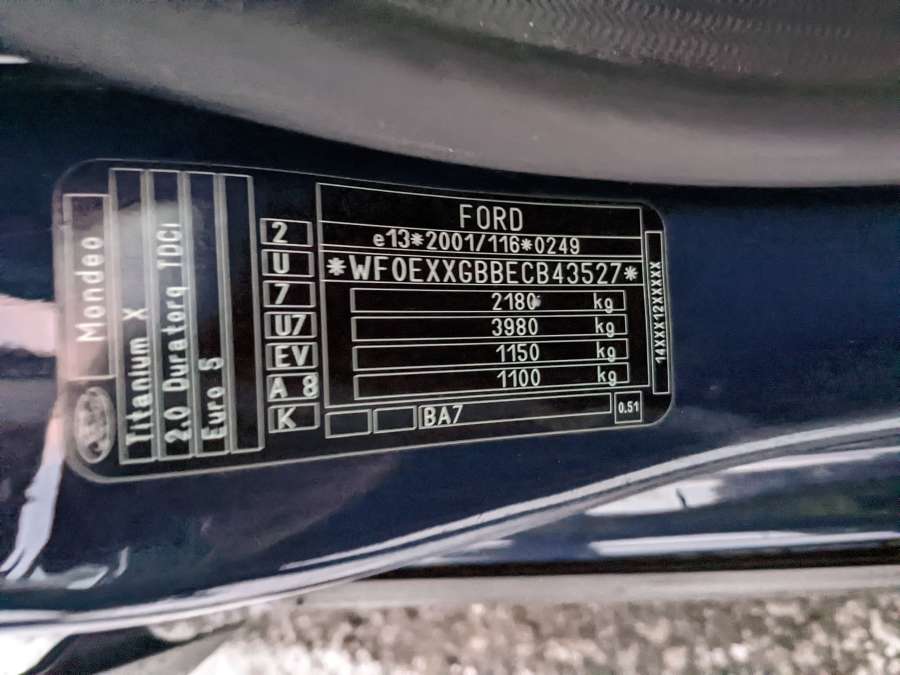 Mondeo
Titanium X
2.0 Duratorq TDCi
Euro 5
2
U
7
U7
EV
A 8
K
FORD
e13*2001/116*0249
*WF0EXXGBBECB43527*
2180 kg
3980 kg
1150 kg
1100 kg
BA7
0.51
14XXX12XXXXX